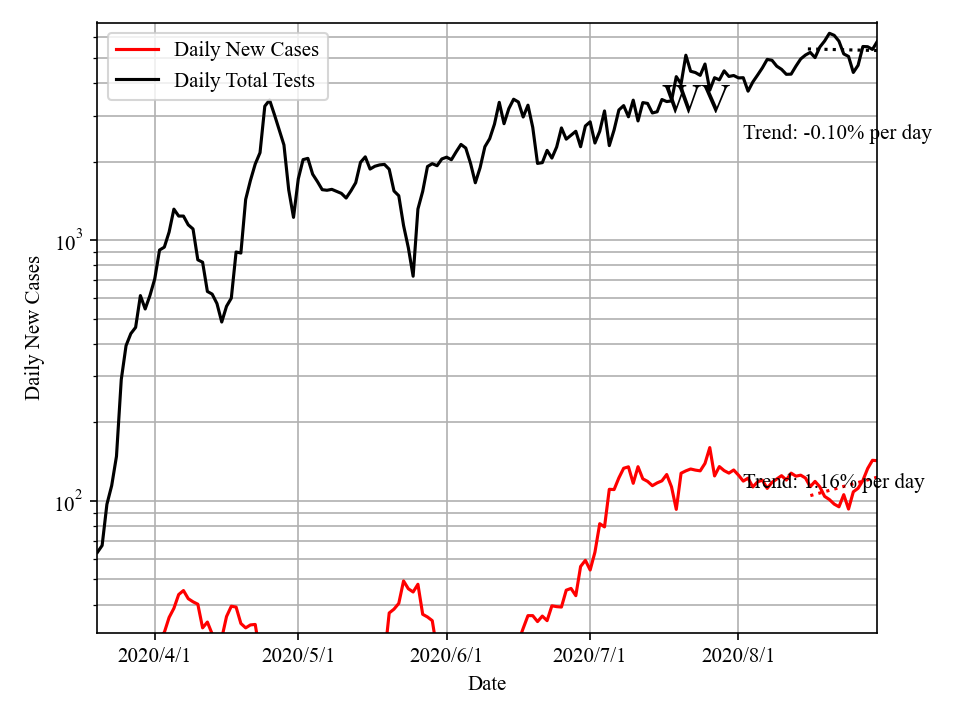 Daily New Cases
Daily Total Tests
WV
Trend: -0.10% per day
Trend: 1.16% per day
10³
10²
Daily New Cases
2020/4/1 2020/5/1 2020/6/1 2020/7/1 2020/8/1
Date